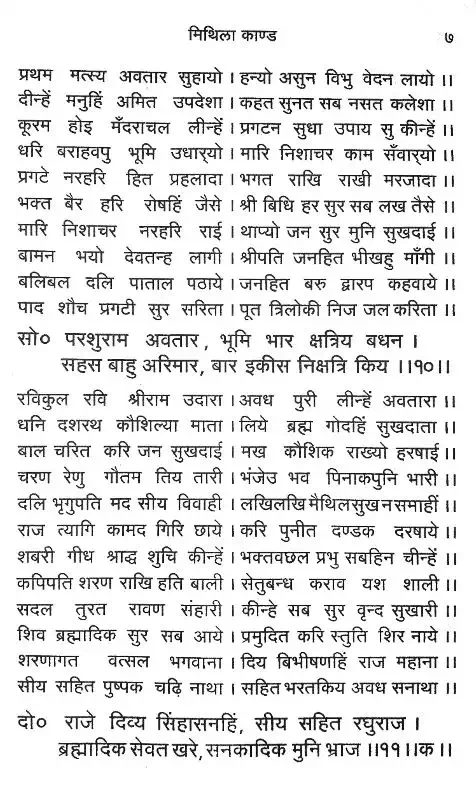 मिथिला काण्ड ७
प्रथम मत्स्य अवतार सुहायो । हन्यो असुन विभु वेदन लायो ।।
दीन्हें मनुहिं अमित उपदेशा । कहत सुनत सब नसत कलेशा ।।
कूरम होइ मँदराचल लीन्हें । प्रगटन सुधा उपाय सु कीन्हें ।।
धरि बराहवपु भूमि उधार्‌यो । मारि निशाचर काम सँवार्‌यो ।।
प्रगटे नरहरि हित प्रहलादा । भगत राखि राखी मरजादा ।।
भक्त बैर हरि रोषहिं जैसे । श्री बिधि हर सुर सब लख तैसे ।।
मारि निशाचर नरहरि राई । थाप्यो जन सुर मुनि सुखदाई ।।
बामन भयो देवतन्ह लागी । श्रीपति जनहित भीखहु माँगी ।।
बलिबल दलि पाताल पठाये । जनहित बरु द्वारप कहवाये ।।
पाद शौच प्रगटी सुर सरिता । पूत त्रिलोकी निज जल करिता ।।
सो० परशुराम अवतार, भूमि भार क्षत्रिय बधन ।
सहस बाहु अरिमार, बार इकीस निक्षत्रि किय ।।१०।।
रविकुल रवि श्रीराम उदारा । अवध पुरी लीन्हें अवतारा ।।
धनि दशरथ कौशिल्या माता । लिये ब्रह्म गोदहिं सुखदाता ।।
बाल चरित करि जन सुखदाई । मख कौशिक राख्यो हरषाई ।।
चरण रेणु गौतम तिय तारी । भंजेउ भव पिनाकपुनि भारी ।।
दलि भृगुपति मद सीय विवाही । लखिलखि मैथिलसुख न समाहीं ।।
राज त्यागि कामद गिरि छाये । करि पुनीत दण्डक दरषाये ।।
शबरी गीध श्राद्ध शुचि कीन्हें । भक्तवछल प्रभु सबहिन चीन्हें ।।
कपिपति शरण राखि हति बाली । सेतुबन्ध कराव यश शाली ।।
सदल तुरत रावण संहारी । कीन्हे सब सुर वृन्द सुखारी ।।
शिव ब्रह्मादिक सुर सब आये । प्रमुदित करि स्तुति शिर नाये ।।
शरणागत वत्सल भगवाना । दिय बिभीषणहिं राज महाना ।।
सीय सहित पुष्पक चढ़ि नाथा । सहित भरतकिय अवध सनाथा ।।
दो० राजे दिव्य सिंहासनहिं, सीय सहित रघुराज ।
ब्रह्मादिक सेवत खरे, सनकादिक मुनि भ्राज ।।११।।क।।